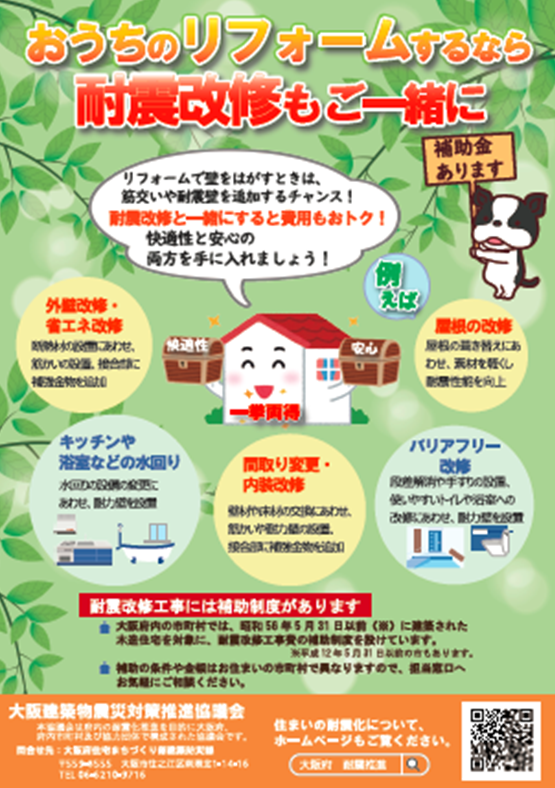 おうちのリフォームするなら
耐震改修もご一緒に
補助金
あります
リフォームで壁をはがすときは、
筋交いや耐震壁を追加するチャンス！
耐震改修と一緒にすると費用もおトク！
快適性と安心の
両方を手に入れましょう！
例
えば
外壁改修・
省エネ改修
断熱材の設置にあわせ、
筋かいの設置、接合部に
補強金物を追加
快適性
安心
一挙両得
屋根の改修
屋根の葺き替えにあ
わせ、素材を軽くし
耐震性能を向上
キッチンや
浴室などの水回り
水回りの設備の変更に
あわせ、耐力壁を設置
間取り変更・
内装改修
壁材や床材の交換にあわせ、
筋かいや耐力壁の設置、
接合部に補強金物を追加
バリアフリー
改修
段差解消や手すりの設置、
使いやすいトイレや浴室への
改修にあわせ、耐力壁を設置
耐震改修工事には補助制度があります
大阪府内の市町村では、昭和56年5月31日以前（※）に建築された
木造住宅を対象に、耐震改修工事費の補助制度を設けています。
※平成12年5月31日以前の市もあります。
補助の条件や金額はお住まいの市町村で異なりますので、担当窓口へ
お気軽にご相談ください。
大阪建築物震災対策推進協議会
本協議会は府内の耐震化推進を目的に大阪府、
府内市町村及び協力団体で構成された協議会です。
問合せ先：大阪府住宅まちづくり部建築防災課
〒559-8555 大阪市住之江区南港北1-14-16
TEL 06-6210-9716
住まいの耐震化について、
ホームページもご覧ください。
大阪府 耐震推進